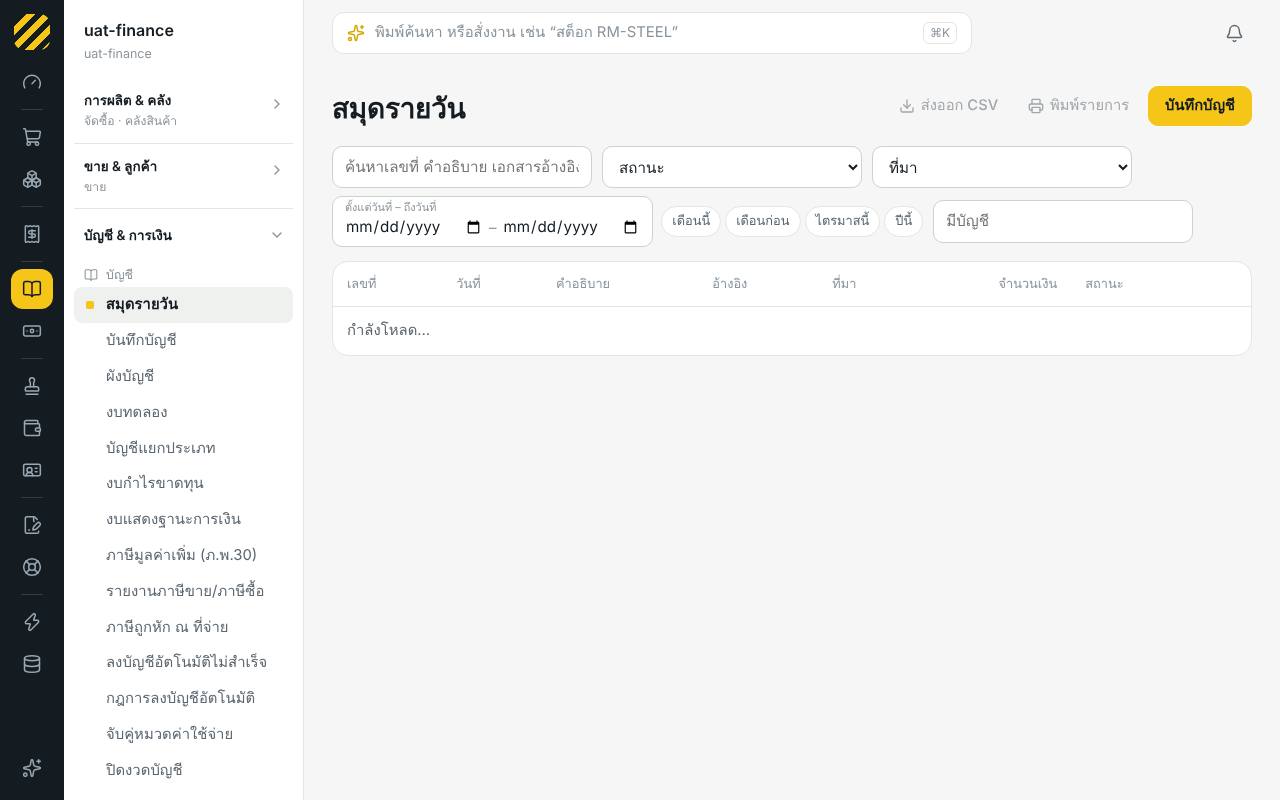 uat-finance
uat-finance
การผลิต & คลัง
จัดซื้อ · คลังสินค้า
ขาย & ลูกค้า
ขาย
บัญชี & การเงิน
บัญชี
สมุดรายวัน
บันทึกบัญชี
ผังบัญชี
งบทดลอง
บัญชีแยกประเภท
งบกำไรขาดทุน
งบแสดงฐานะการเงิน
ภาษีมูลค่าเพิ่ม (ภ.พ.30)
รายงานภาษีขาย/ภาษีซื้อ
ภาษีถูกหัก ณ ที่จ่าย
ลงบัญชีอัตโนมัติไม่สำเร็จ
กฎการลงบัญชีอัตโนมัติ
จับคู่หมวดค่าใช้จ่าย
ปิดงวดบัญชี
พิมพ์ค้นหา หรือสั่งงาน เช่น “สต็อก RM-STEEL” ⌘K
สมุดรายวัน ส่งออก CSV พิมพ์รายการ บันทึกบัญชี
ค้นหาเลขที่ คำอธิบาย เอกสารอ้างอิง สถานะ ที่มา
ตั้งแต่วันที่ – ถึงวันที่
mm/dd/yyyy – mm/dd/yyyy เดือนนี้ เดือนก่อน ไตรมาสนี้ ปีนี้ มีบัญชี
เลขที่ วันที่ คำอธิบาย อ้างอิง ที่มา จำนวนเงิน สถานะ
กำลังโหลด...